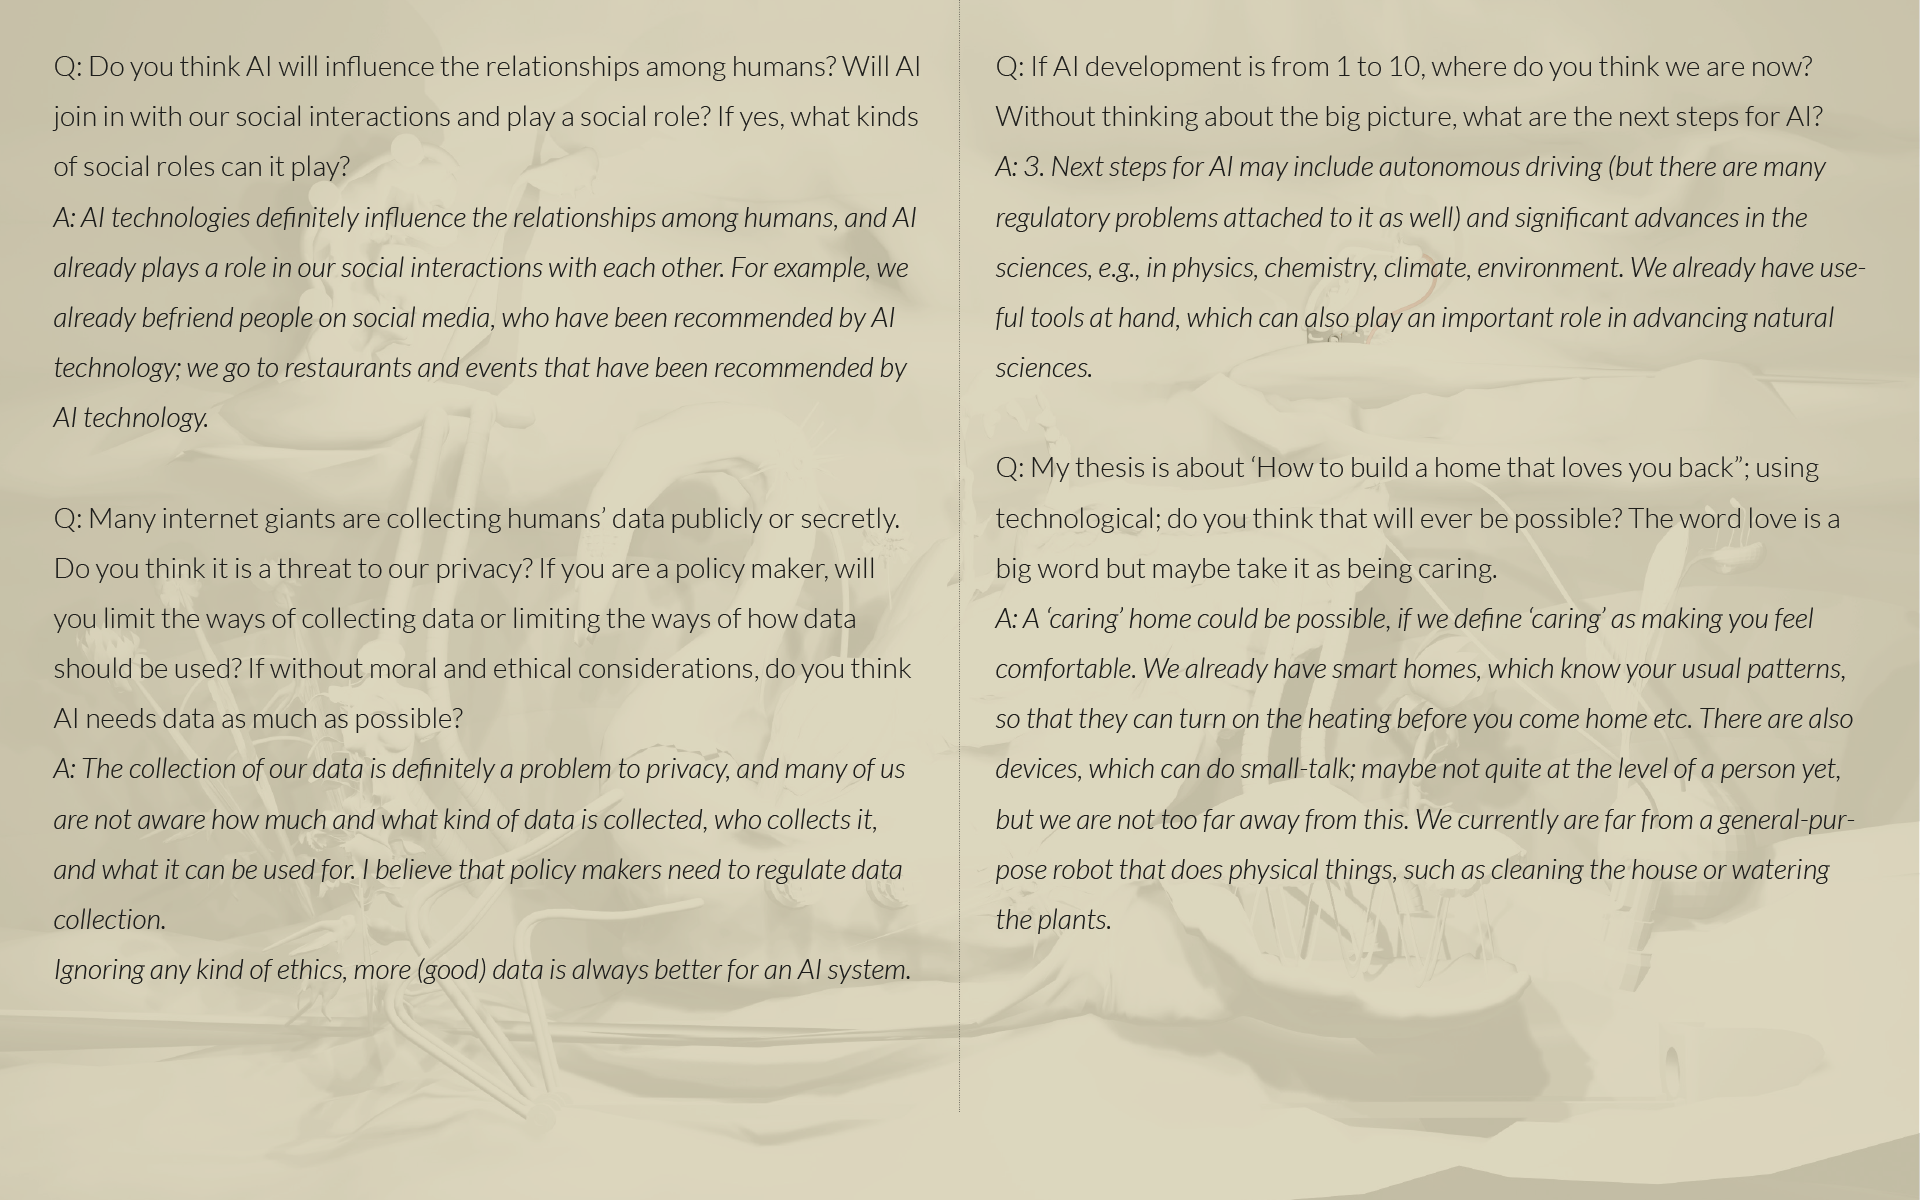 Q: Do you think AI will influence the relationships among humans? Will AI
join in with our social interactions and play a social role? If yes, what kinds
of social roles can it play?
A: AI technologies definitely influence the relationships among humans, and AI
already plays a role in our social interactions with each other. For example, we
already befriend people on social media, who have been recommended by AI
technology; we go to restaurants and events that have been recommended by
AI technology.
Q: Many internet giants are collecting humans’ data publicly or secretly.
Do you think it is a threat to our privacy? If you are a policy maker, will
you limit the ways of collecting data or limiting the ways of how data
should be used? If without moral and ethical considerations, do you think
AI needs data as much as possible?
A: The collection of our data is definitely a problem to privacy, and many of us
are not aware how much and what kind of data is collected, who collects it,
and what it can be used for. I believe that policy makers need to regulate data
collection.
Ignoring any kind of ethics, more (good) data is always better for an AI system.
Q: If AI development is from 1 to 10, where do you think we are now?
Without thinking about the big picture, what are the next steps for AI?
A: 3. Next steps for AI may include autonomous driving (but there are many
regulatory problems attached to it as well) and significant advances in the
sciences, e.g., in physics, chemistry, climate, environment. We already have use-
ful tools at hand, which can also play an important role in advancing natural
sciences.
Q: My thesis is about ‘How to build a home that loves you back”; using
technological; do you think that will ever be possible? The word love is a
big word but maybe take it as being caring.
A: A ‘caring’ home could be possible, if we define ‘caring’ as making you feel
comfortable. We already have smart homes, which know your usual patterns,
so that they can turn on the heating before you come home etc. There are also
devices, which can do small-talk; maybe not quite at the level of a person yet,
but we are not too far away from this. We currently are far from a general-pur-
pose robot that does physical things, such as cleaning the house or watering
the plants.